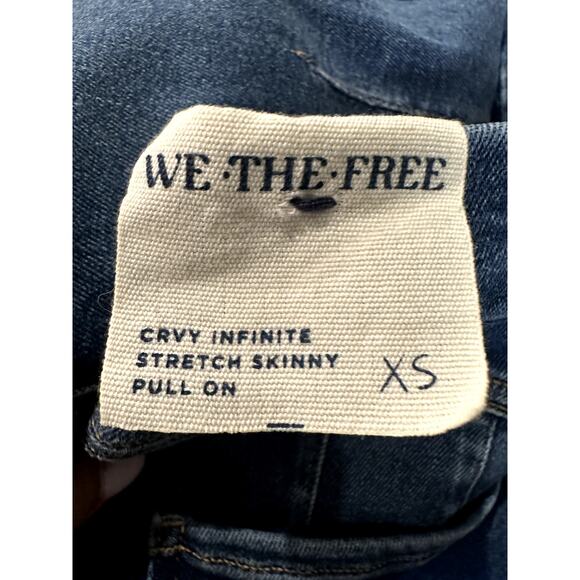 WE·THE·FREE
CRVY INFINITE
STRETCH SKINNY
PULL ON
XS